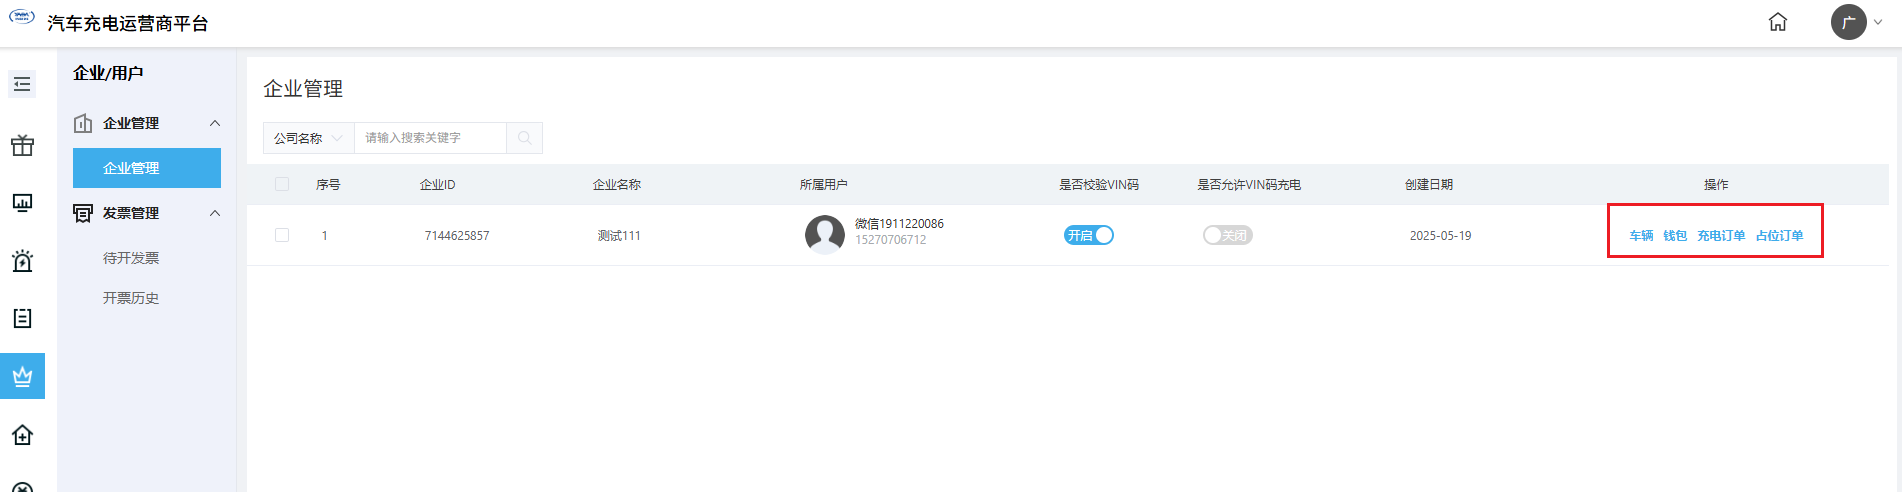 汽车充电运营商平台
广
企业/用户
企业管理
企业管理
发票管理
待开发票
开票历史
企业管理
公司名称 请输入搜索关键字
序号 企业ID 企业名称 所属用户 是否校验VIN码 是否允许VIN码充电 创建日期 操作
1 7144625857 测试111 微信1911220086 开启 关闭 2025-05-19 车辆 钱包 充电订单 占位订单
15270706712